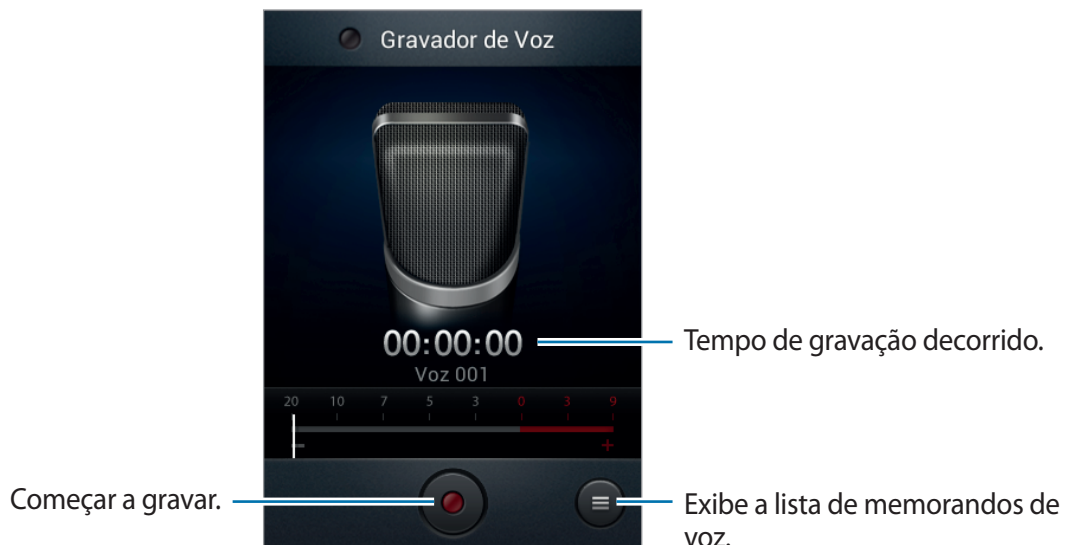 Gravador de Voz
00:00:00
Tempo de gravação decorrido.
Voz 001
20 10 7 5 3 0 3 9
- +
Começar a gravar.
Exibe a lista de memorandos de
voz.